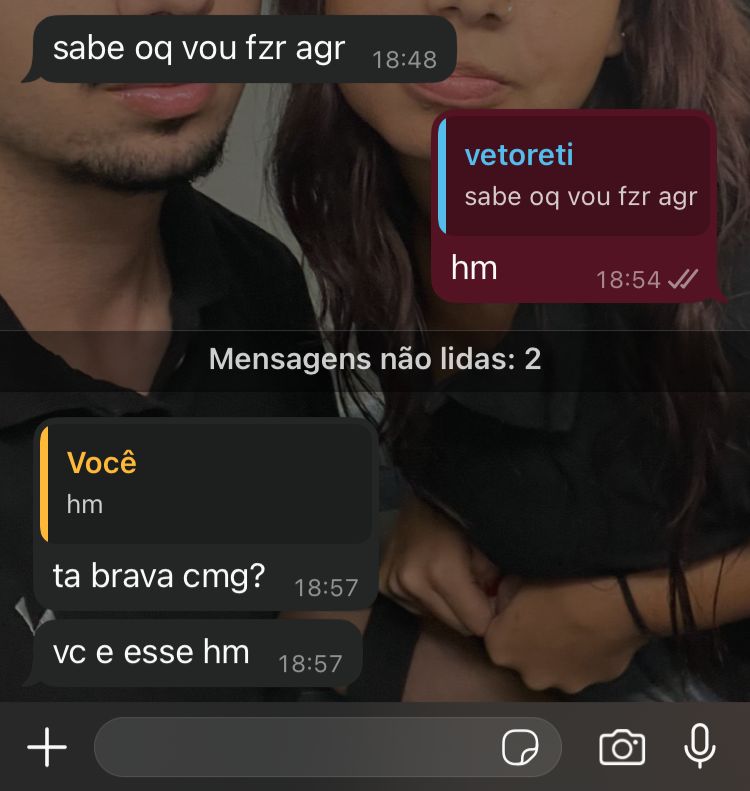 sabe oq vou fzr agr 18:48
vetoreti
sabe oq vou fzr agr
hm 18:54
Mensagens não lidas: 2
Você
hm
ta brava cmg? 18:57
vc e esse hm 18:57